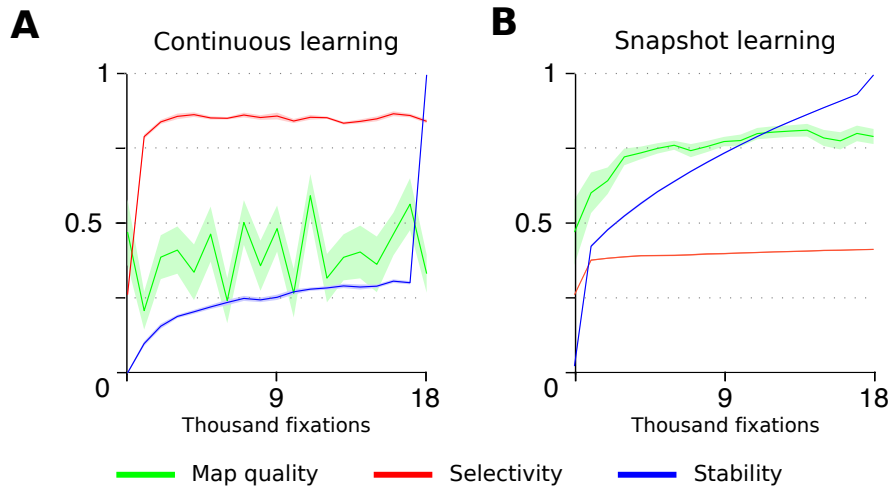 A
Continuous learning
1
0.5
0
9
18
Thousand fixations
B
Snapshot learning
1
0.5
0
9
18
Thousand fixations
Map quality
Selectivity
Stability